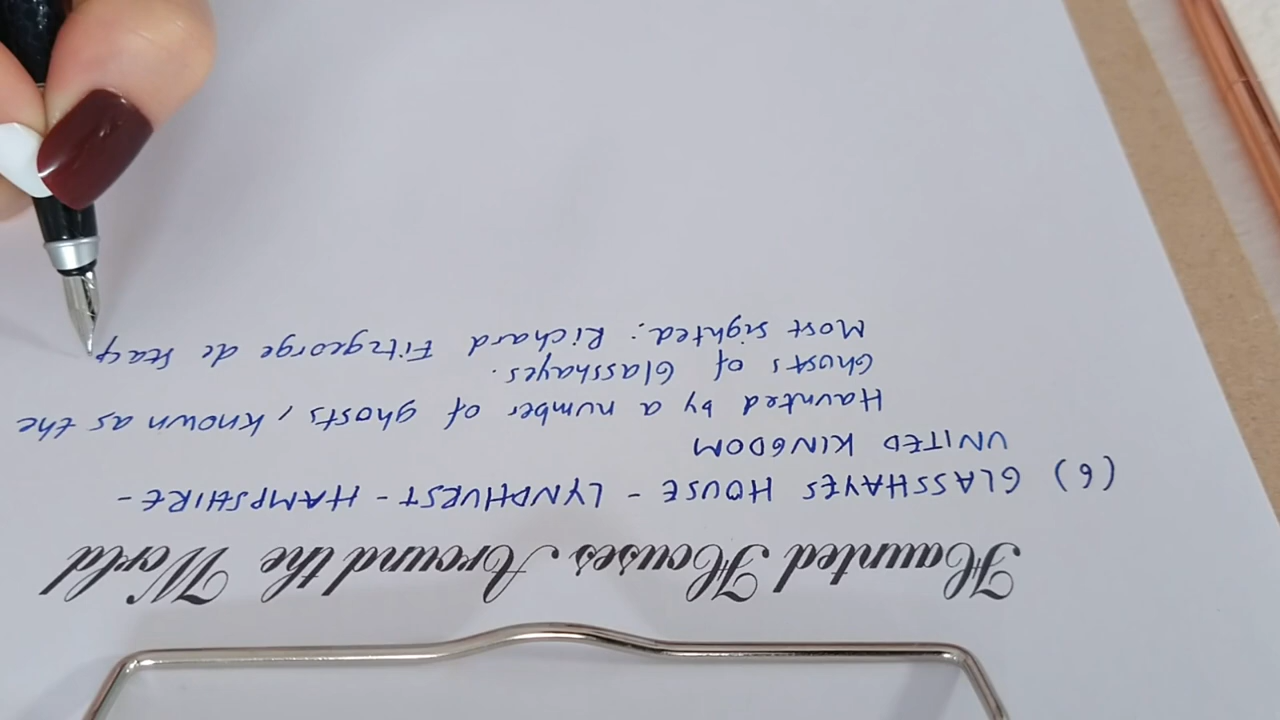 Haunted Houses Around the World
(6) GLASSHAYES HOUSE - LYNDHURST - HAMPSHIRE -
UNITED KINGDOM
Haunted by a number of ghosts, known as the
Ghosts of Glasshayes.
Most sighted: Richard Fitzgeorge de Stacp